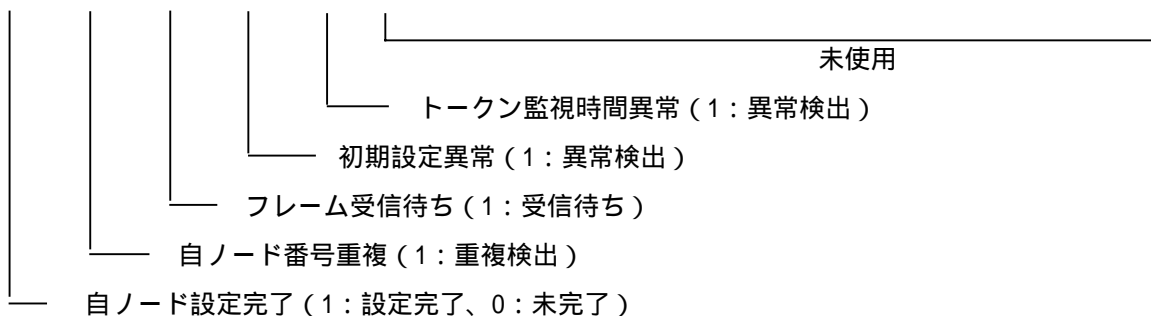 未使用
トークン監視時間異常（1：異常検出）
初期設定異常（1：異常検出）
フレーム受信待ち（1：受信待ち）
自ノード番号重複（1：重複検出）
自ノード設定完了（1：設定完了、0：未完了）